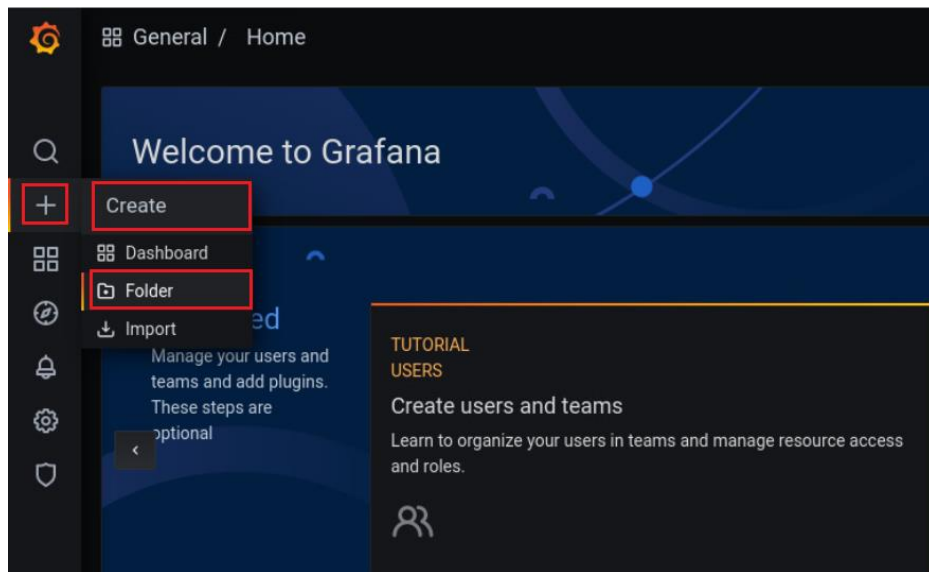 General / Home
Welcome to Grafana
Create
Dashboard
Folder
Import
ed
Manage your users and
teams and add plugins.
These steps are
optional
TUTORIAL
USERS
Create users and teams
Learn to organize your users in teams and manage resource access
and roles.